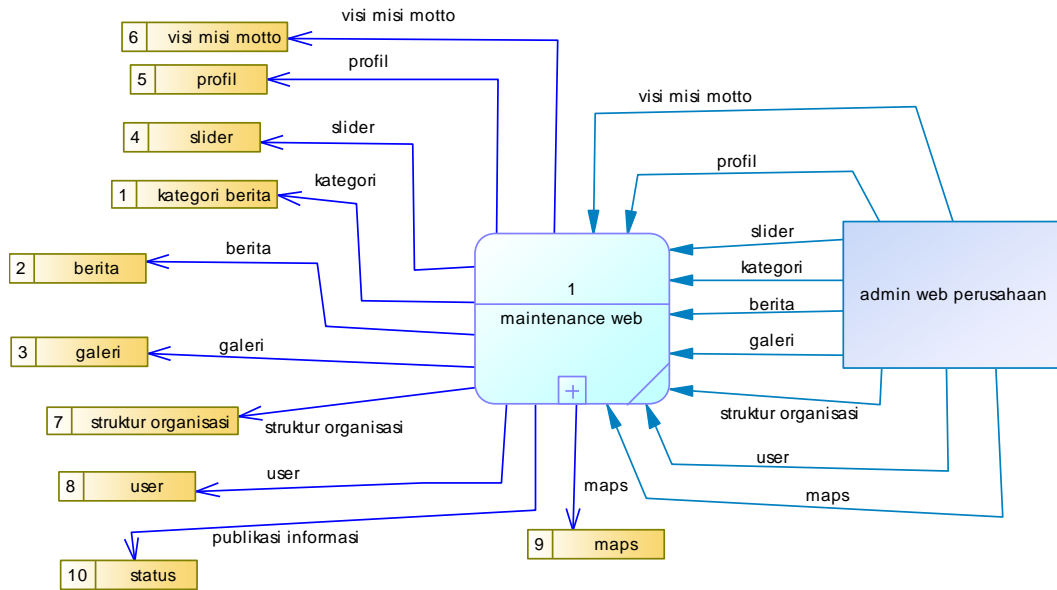 visi misi motto
6 visi misi motto
profil
5 profil
visi misi motto
slider
4 slider
profil
kategori
1 kategori berita
slider
berita
2 berita
kategori
1
admin web perusahaan
berita
maintenance web
galeri
galeri
3 galeri
struktur organisasi
7 struktur organisasi
struktur organisasi
user
user
8 user
maps
maps
publikasi informasi
9 maps
10 status